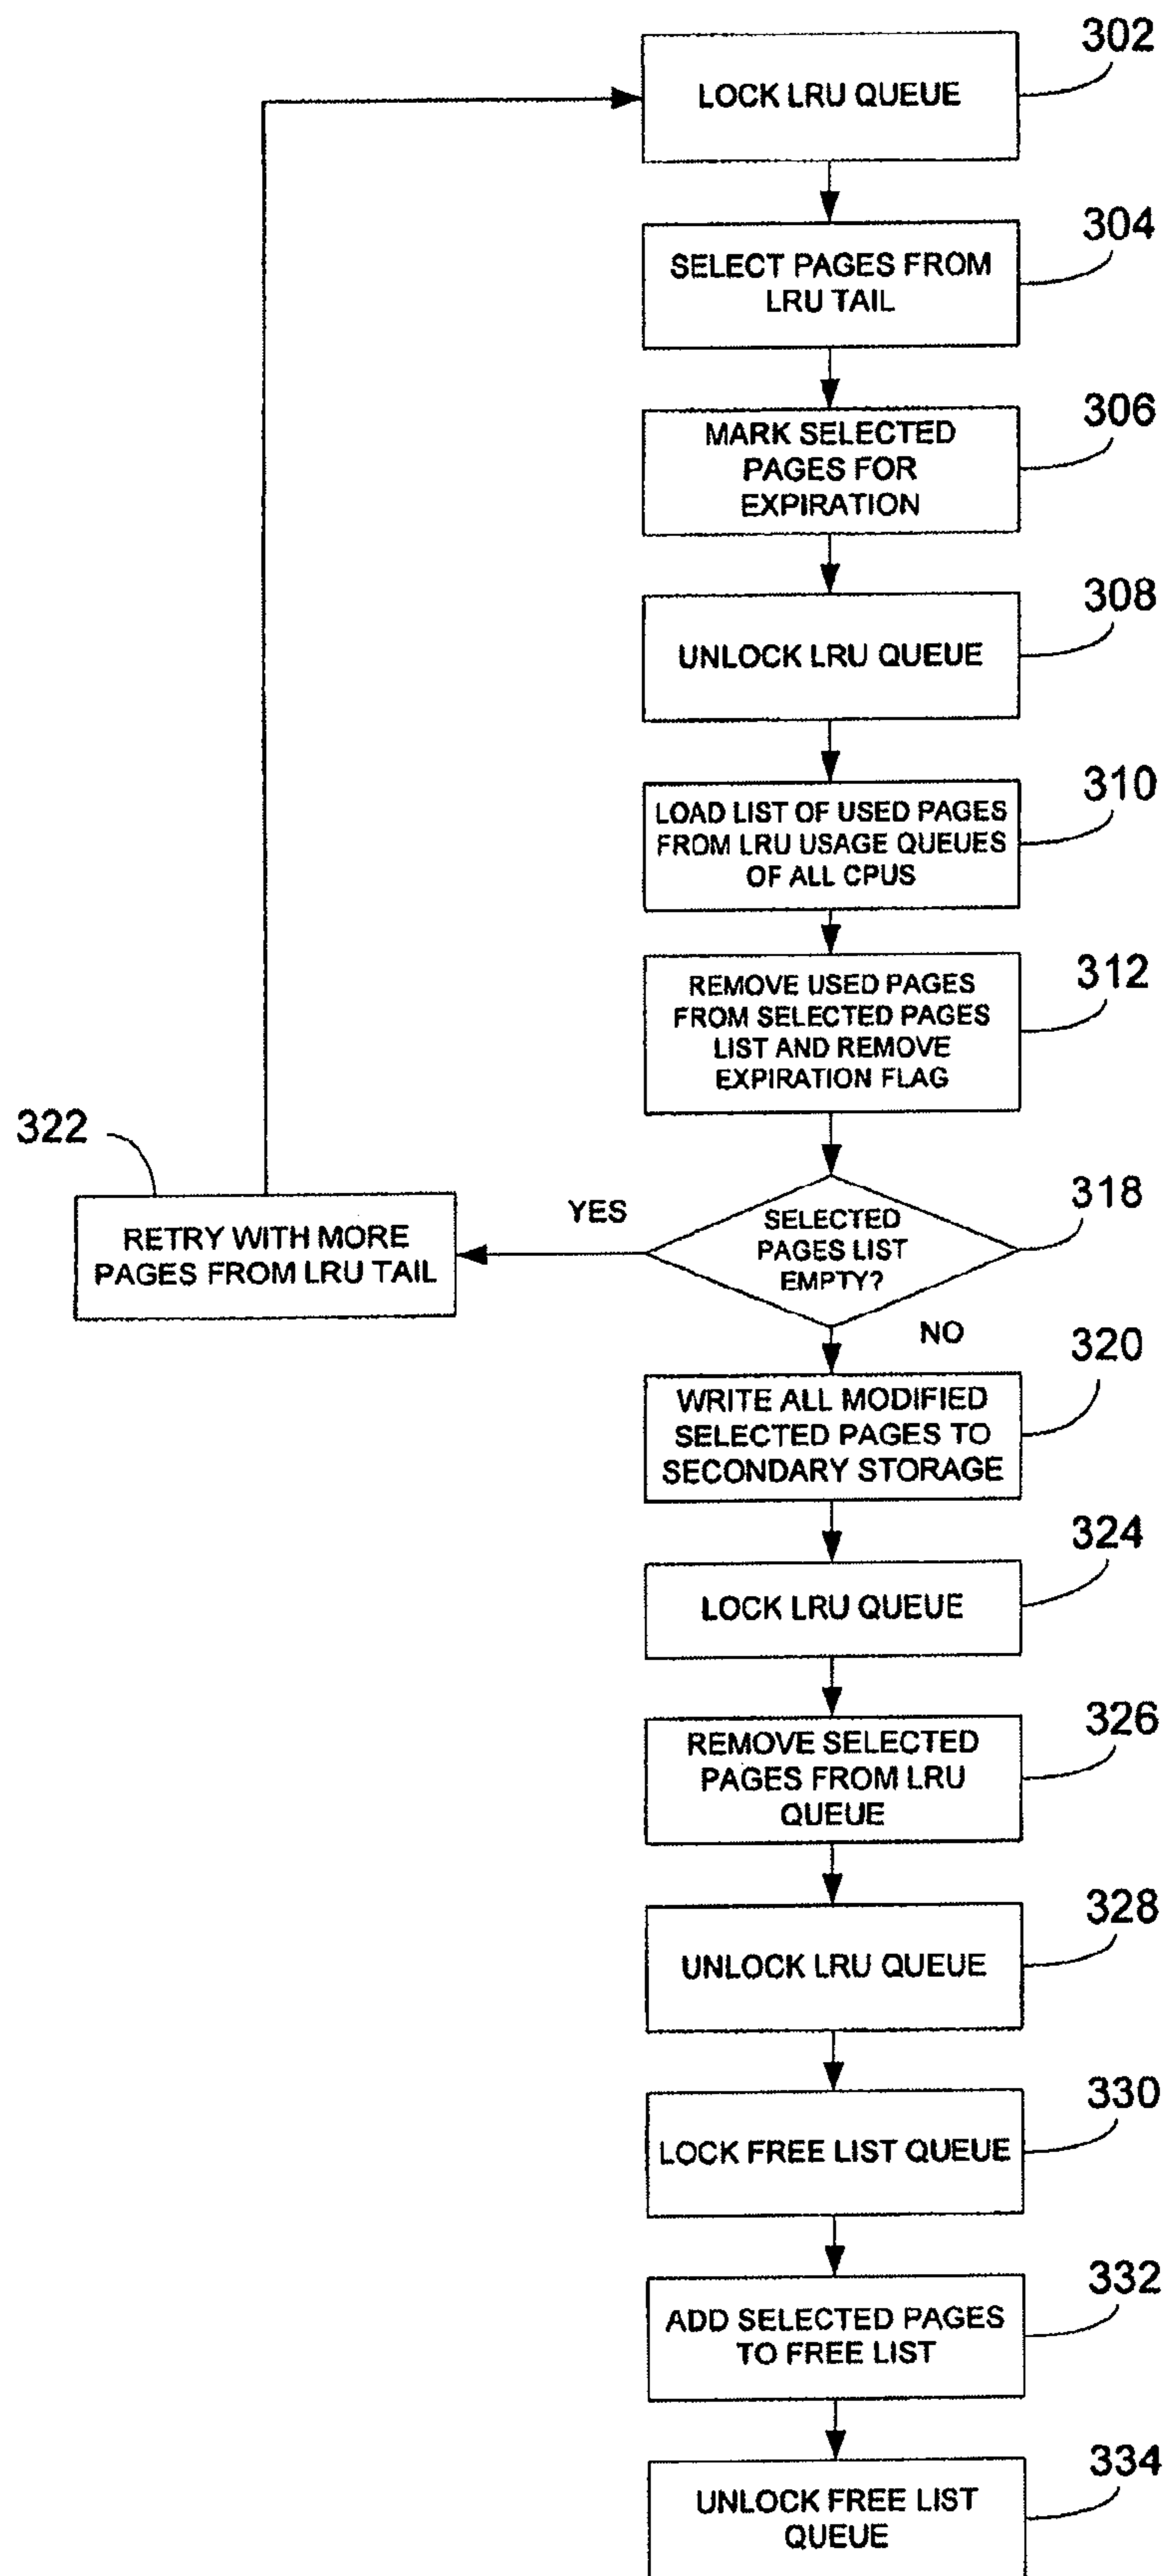 302
LOCK LRU QUEUE
304
SELECT PAGES FROM
LRU TAIL
306
MARK SELECTED
PAGES FOR
EXPIRATION
308
UNLOCK LRU QUEUE
310
LOAD LIST OF USED PAGES
FROM LRU USAGE QUEUES
OF ALL CPUS
312
REMOVE USED PAGES
FROM SELECTED PAGES
LIST AND REMOVE
EXPIRATION FLAG
322
RETRY WITH MORE
PAGES FROM LRU TAIL
YES
318
SELECTED
PAGES LIST
EMPTY?
NO
320
WRITE ALL MODIFIED
SELECTED PAGES TO
SECONDARY STORAGE
324
LOCK LRU QUEUE
326
REMOVE SELECTED
PAGES FROM LRU
QUEUE
328
UNLOCK LRU QUEUE
330
LOCK FREE LIST QUEUE
332
ADD SELECTED PAGES
TO FREE LIST
334
UNLOCK FREE LIST
QUEUE